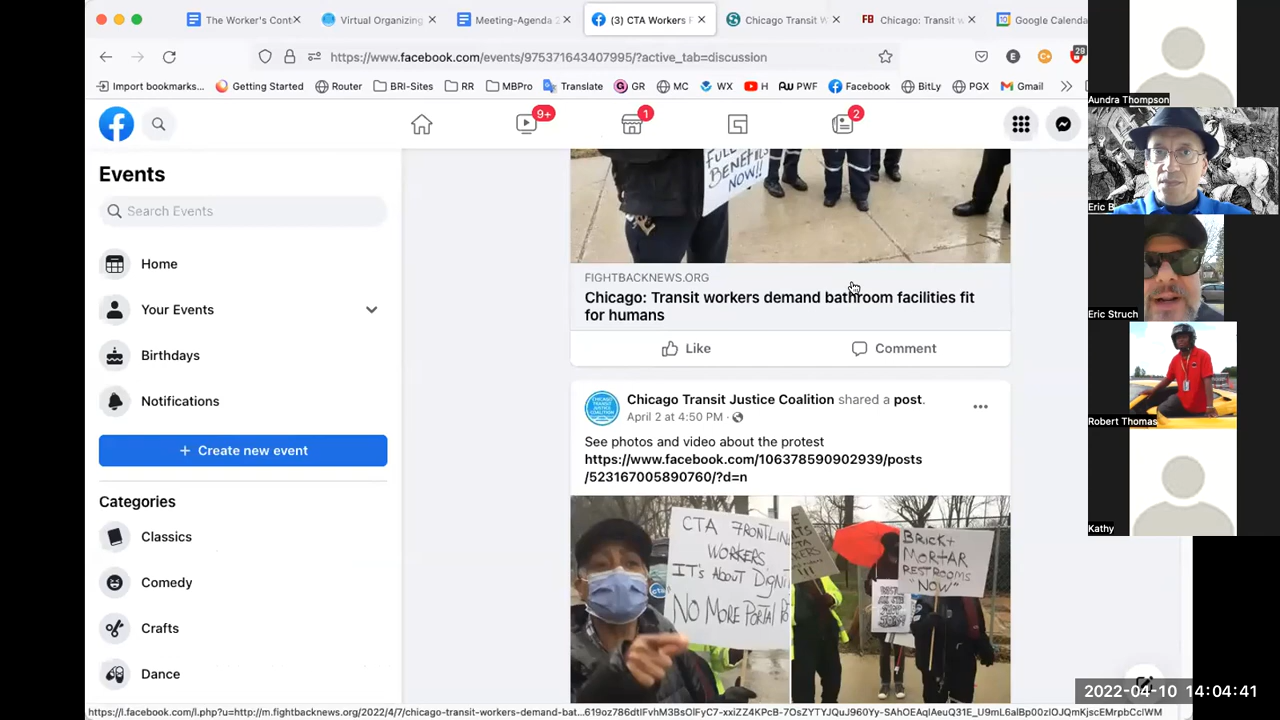 The Worker's Cont
Virtual Organizing
Meeting-Agenda 2
(3) CTA Workers F
Chicago Transit W
Chicago: Transit w
Google Calenda
https://www.facebook.com/events/975371643407995/?active_tab=discussion
28
Import bookmarks...
Getting Started
Router
BRI-Sites
RR
MBPro
Translate
GR
MC
WX
H
PWF
Facebook
BitLy
PGX
Gmail
9+
1
2
Events
Search Events
Home
Your Events
Birthdays
Notifications
+ Create new event
Categories
Classics
Comedy
Crafts
Dance
FULL
BENEFITS
NOW!!
FIGHTBACKNEWS.ORG
Chicago: Transit workers demand bathroom facilities fit
for humans
Like
Comment
Chicago Transit Justice Coalition shared a post.
April 2 at 4:50 PM
See photos and video about the protest
https://www.facebook.com/106378590902939/posts
/523167005890760/?d=n
CTA FRONTLIN
WORKERS
IT'S ABOUT DIGNI
NO MORE PORTAL PO
BRICK+
MORTAR
RESTROOMS
"NOW"
Aundra Thompson
Eric B
Eric Struch
Robert Thomas
Kathy
2022-04-10 14:04:41